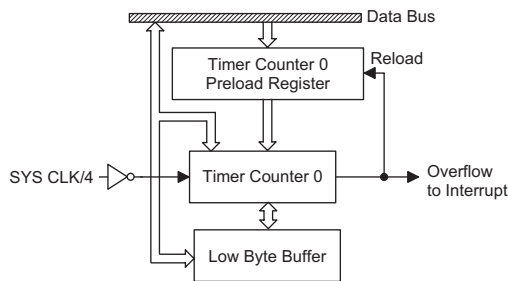 Data Bus
Timer Counter 0
Preload Register
Reload
SYS CLK/4
Timer Counter 0
Overflow
to Interrupt
Low Byte Buffer